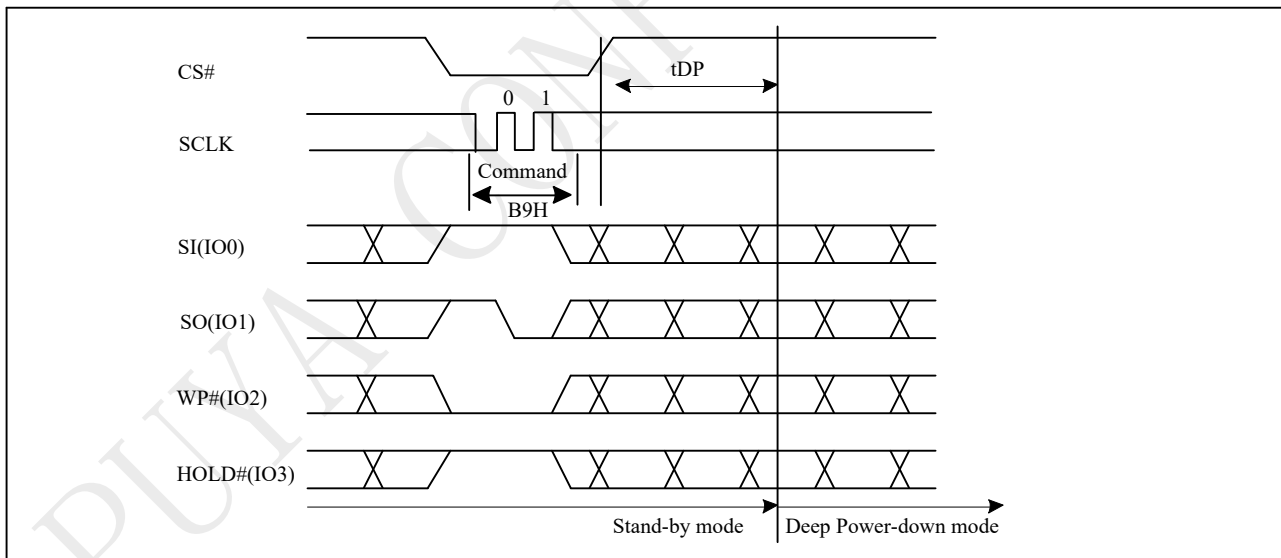 CS#
tDP
0 1
SCLK
Command
B9H
SI(IO0)
SO(IO1)
WP#(IO2)
HOLD#(IO3)
Stand-by mode Deep Power-down mode
PUYA